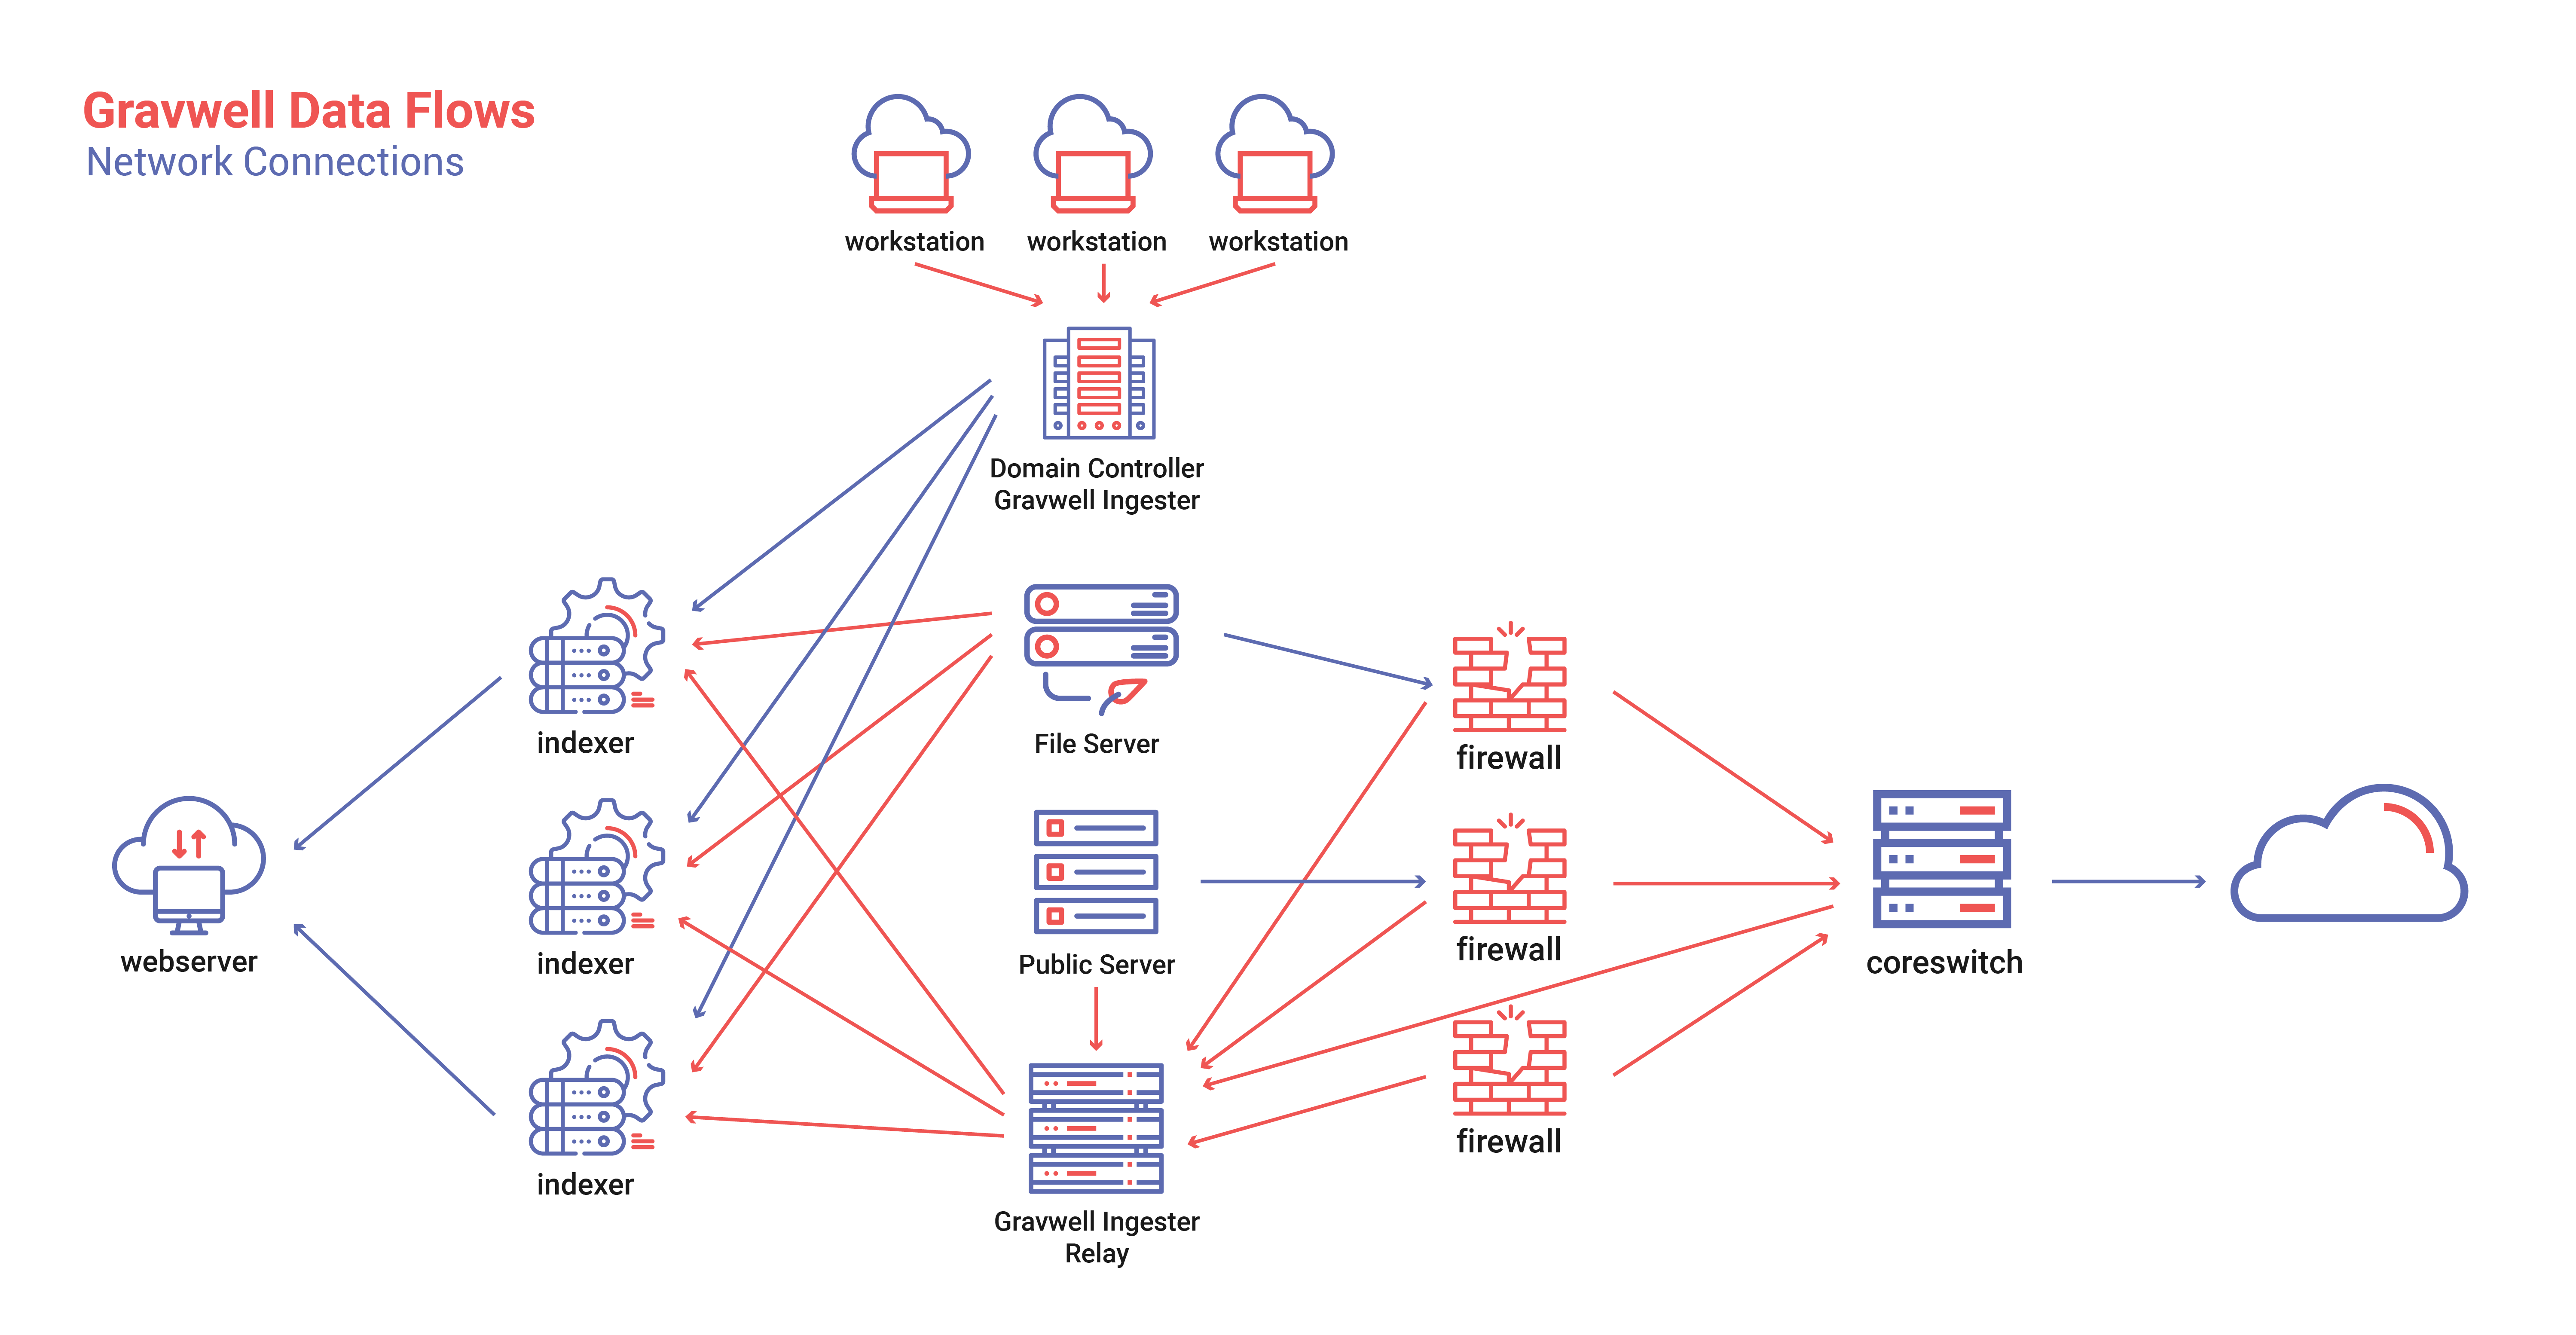 Gravwell Data Flows
Network Connections
workstation
workstation
workstation
Domain Controller
Gravwell Ingester
indexer
File Server
firewall
webserver
indexer
Public Server
firewall
coreswitch
indexer
Gravwell Ingester
Relay
firewall